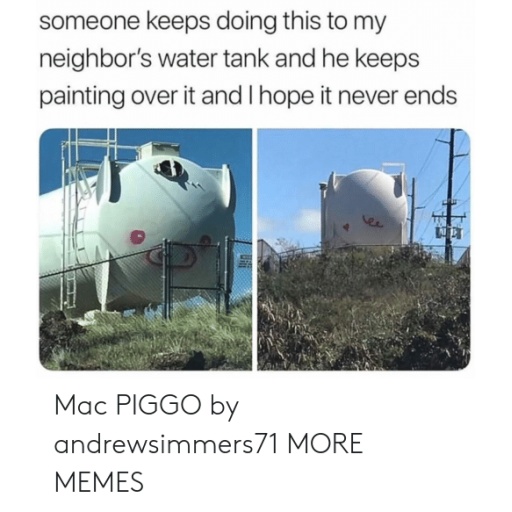 someone keeps doing this to my
neighbor's water tank and he keeps
painting over it and I hope it never ends
Mac PIGGO by
andrewsimmers71 MORE
MEMES